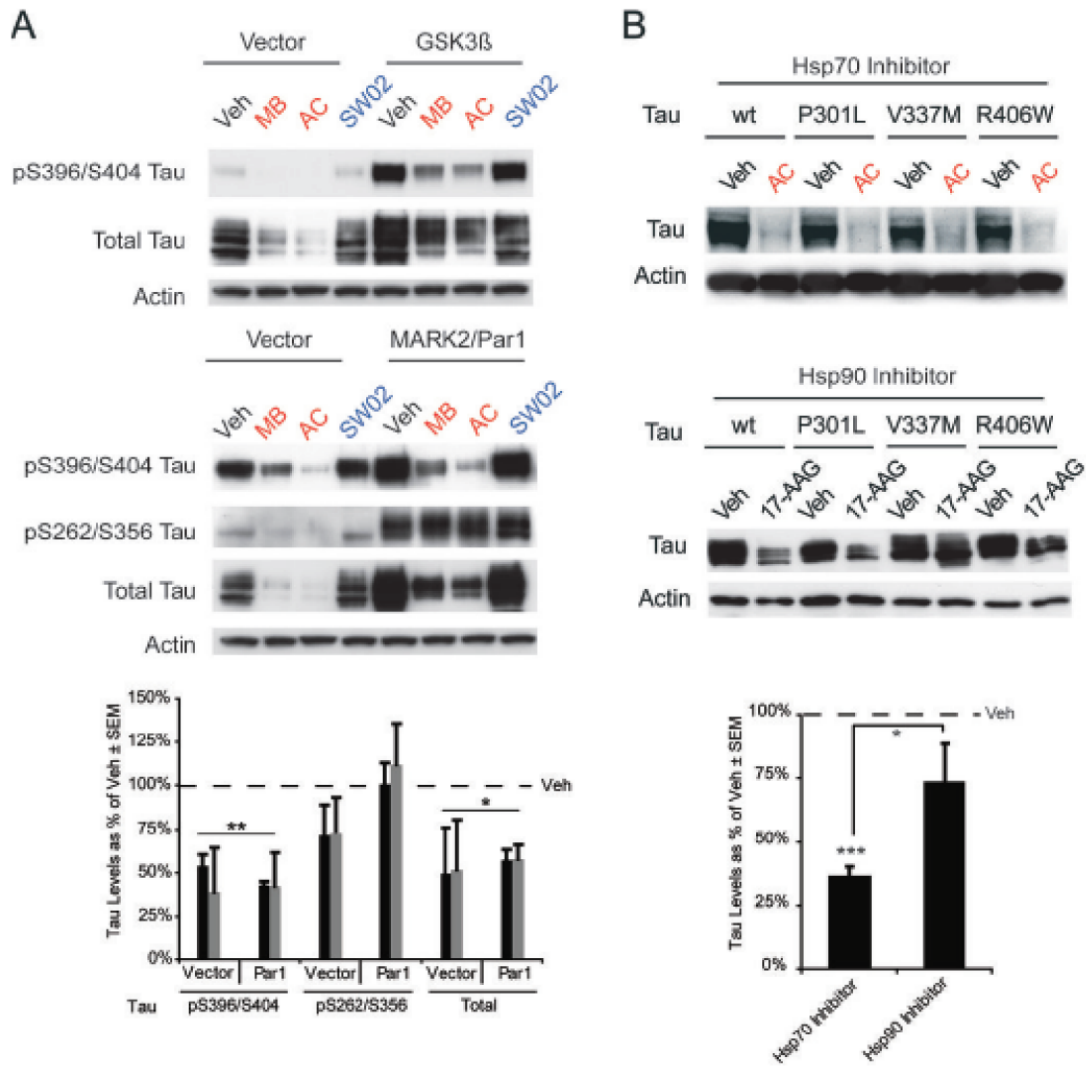 A
Vector GSK3ß
Veh MB AC SW02 Veh MB AC SW02
pS396/S404 Tau
Total Tau
Actin
Vector MARK2/Par1
Veh MB AC SW02 Veh MB AC SW02
pS396/S404 Tau
pS262/S356 Tau
Total Tau
Actin
Tau Levels as % of Veh ± SEM
150%
125%
100%
75%
50%
25%
0%
Veh
**
*
Vector Par1 Vector Par1 Vector Par1
Tau pS396/S404 pS262/S356 Total
B
Hsp70 Inhibitor
Tau wt P301L V337M R406W
Veh AC Veh AC Veh AC Veh AC
Tau
Actin
Hsp90 Inhibitor
Tau wt P301L V337M R406W
Veh 17-AAG Veh 17-AAG Veh 17-AAG Veh 17-AAG
Tau
Actin
Tau Levels as % of Veh ± SEM
100%
75%
50%
25%
0%
Veh
*
***
Hsp70 Inhibitor
Hsp90 Inhibitor